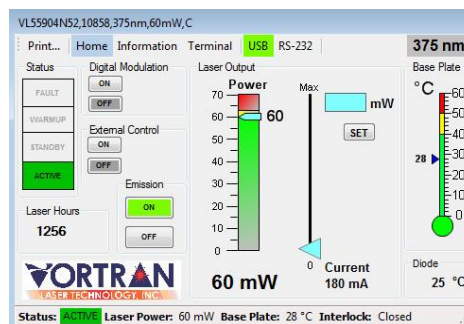 VL55904N52,10858,375nm,60mW,C
Print... Home Information Terminal USB RS-232 375 nm
Status Digital Modulation Laser Output Base Plate
FAULT
WARMUP
STANDBY
ACTIVE
ON
OFF
External Control
ON
OFF
Emission
ON
OFF
Laser Hours
1256
VORTRAN
LASER TECHNOLOGY, INC.
Power
70
60
50
40
30
20
10
0
60
60 mW
Max
0
mW
SET
Current
180 mA
°C
60
50
40
30
20
10
0
28
Diode
25 °C
Status: ACTIVE Laser Power: 60 mW Base Plate: 28 °C Interlock: Closed